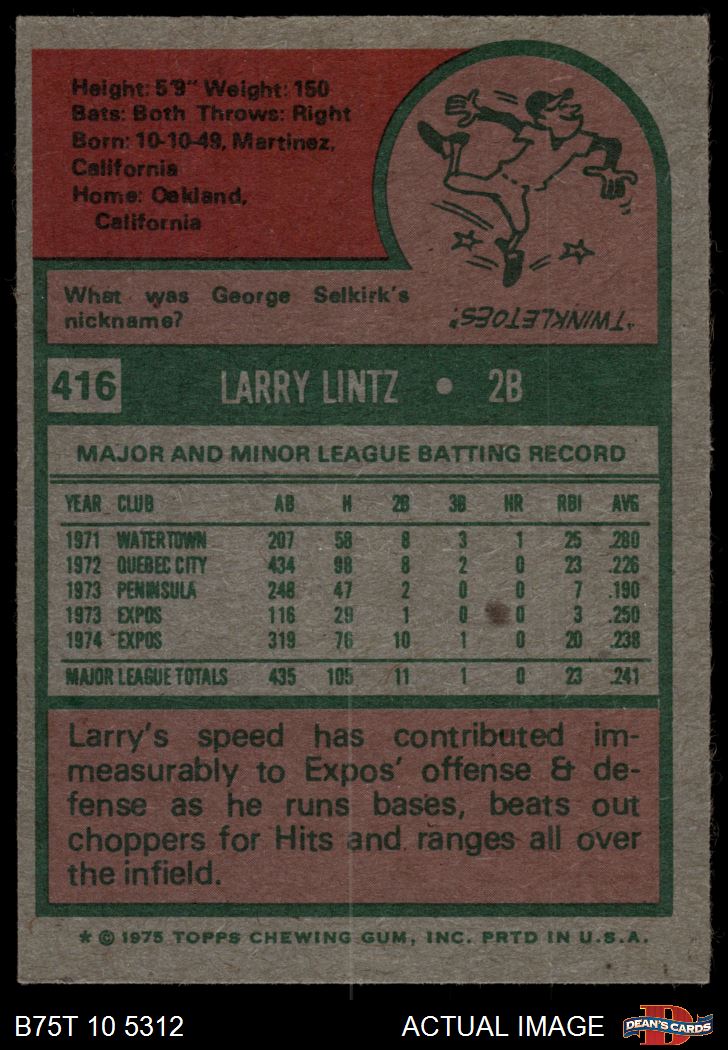 Height: 5'9" Weight: 150
Bats: Both Throws: Right
Born: 10-10-49, Martinez,
California
Home: Oakland,
California
What was George Selkirk's
nickname?
"TWINKLETOES".
416 LARRY LINTZ • 2B
MAJOR AND MINOR LEAGUE BATTING RECORD
YEAR CLUB AB H 2B 3B HR RBI AVG
1971 WATERTOWN 207 58 8 3 1 25 .280
1972 QUEBEC CITY 434 98 8 2 0 23 .226
1973 PENINSULA 248 47 2 0 0 7 .190
1973 EXPOS 116 29 1 0 0 3 .250
1974 EXPOS 319 76 10 1 0 20 .238
MAJOR LEAGUE TOTALS 435 105 11 1 0 23 .241
Larry's speed has contributed im-
measurably to Expos' offense & de-
fense as he runs bases, beats out
choppers for Hits and ranges all over
the infield.
* © 1975 TOPPS CHEWING GUM, INC. PRTD IN U.S.A.
B75T 10 5312 ACTUAL IMAGE
D
DEAN'S CARDS